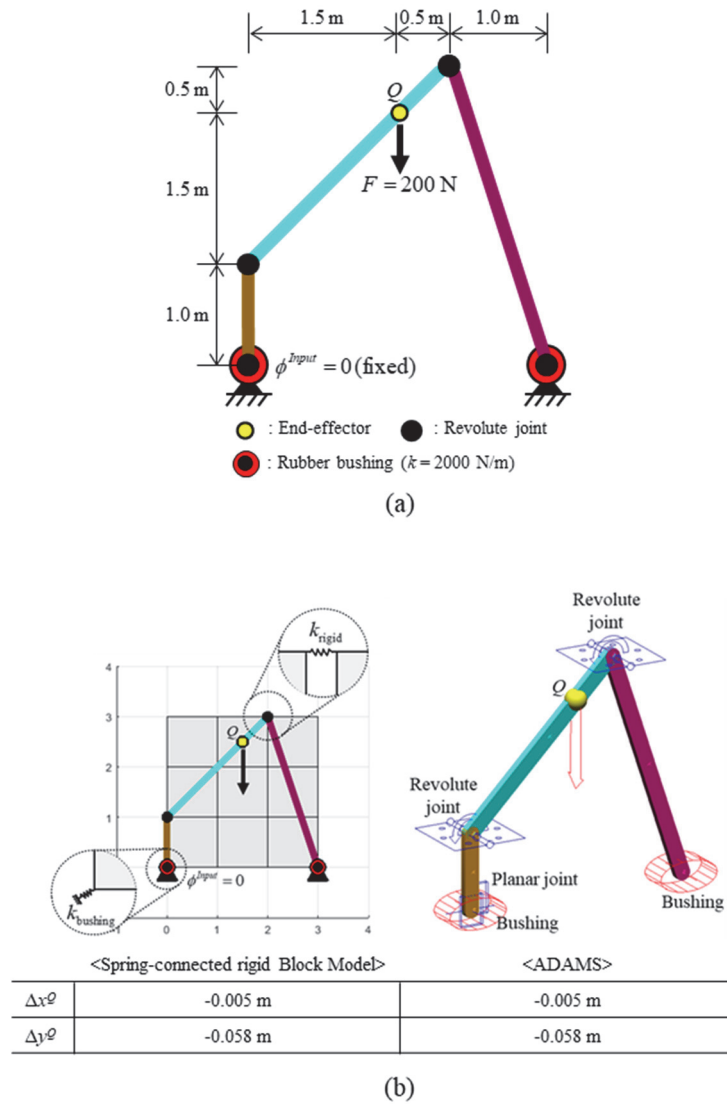 1.5 m 0.5 m 1.0 m
0.5 m
Q
F = 200 N
1.5 m
1.0 m
ϕ^Input = 0 (fixed)
: End-effector : Revolute joint
: Rubber bushing (k = 2000 N/m)
(a)
k_rigid
Revolute
joint
4
3
2
1
0
Q
Q
Revolute
joint
k_bushing
ϕ^Input = 0
Planar joint
Bushing
Bushing
-1 0 1 2 3 4
<Spring-connected rigid Block Model> <ADAMS>
Δx^Q -0.005 m -0.005 m
Δy^Q -0.058 m -0.058 m
(b)